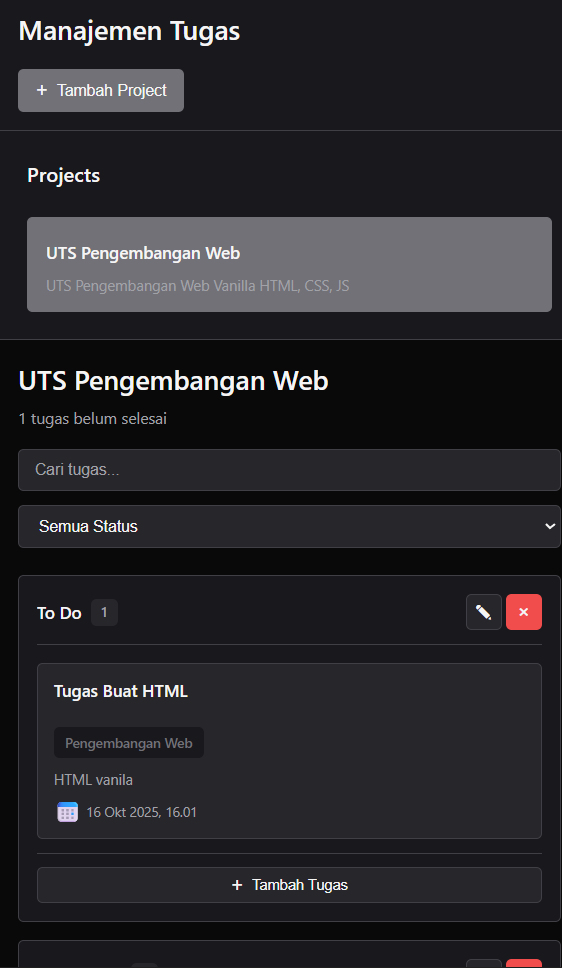 Manajemen Tugas
+ Tambah Project
Projects
UTS Pengembangan Web
UTS Pengembangan Web Vanilla HTML, CSS, JS
UTS Pengembangan Web
1 tugas belum selesai
Cari tugas...
Semua Status
To Do 1
Tugas Buat HTML
Pengembangan Web
HTML vanila
16 Okt 2025, 16.01
+ Tambah Tugas